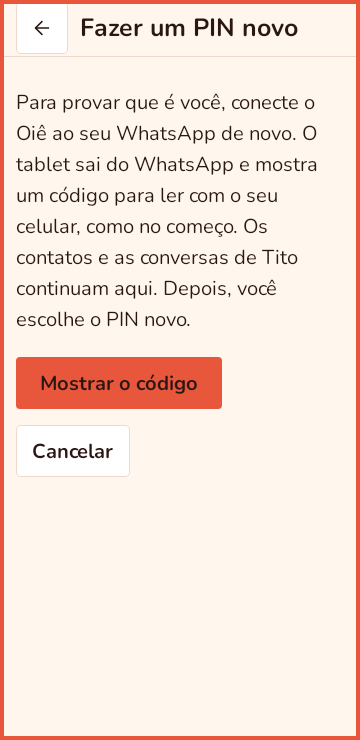 Fazer um PIN novo
Para provar que é você, conecte o
Oiê ao seu WhatsApp de novo. O
tablet sai do WhatsApp e mostra
um código para ler com o seu
celular, como no começo. Os
contatos e as conversas de Tito
continuam aqui. Depois, você
escolhe o PIN novo.
Mostrar o código
Cancelar